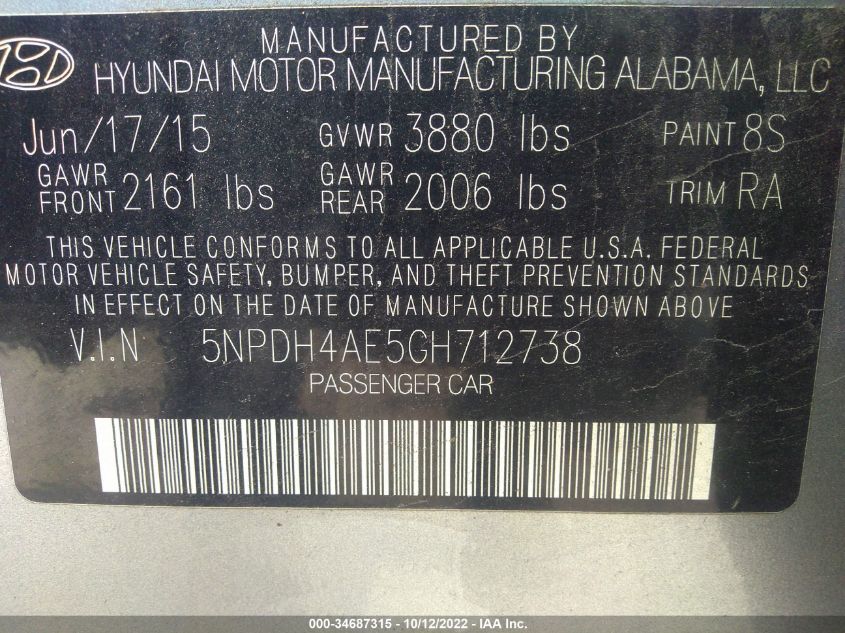 MANUFACTURED BY
HYUNDAI MOTOR MANUFACTURING ALABAMA, LLC
Jun/17/15 GVWR 3880 lbs PAINT 8S
GAWR FRONT 2161 lbs GAWR REAR 2006 lbs TRIM RA
THIS VEHICLE CONFORMS TO ALL APPLICABLE U.S.A. FEDERAL
MOTOR VEHICLE SAFETY, BUMPER, AND THEFT PREVENTION STANDARDS
IN EFFECT ON THE DATE OF MANUFACTURE SHOWN ABOVE
V.I.N 5NPDH4AE5GH712738
PASSENGER CAR
000-34687315 - 10/12/2022 - IAA Inc.